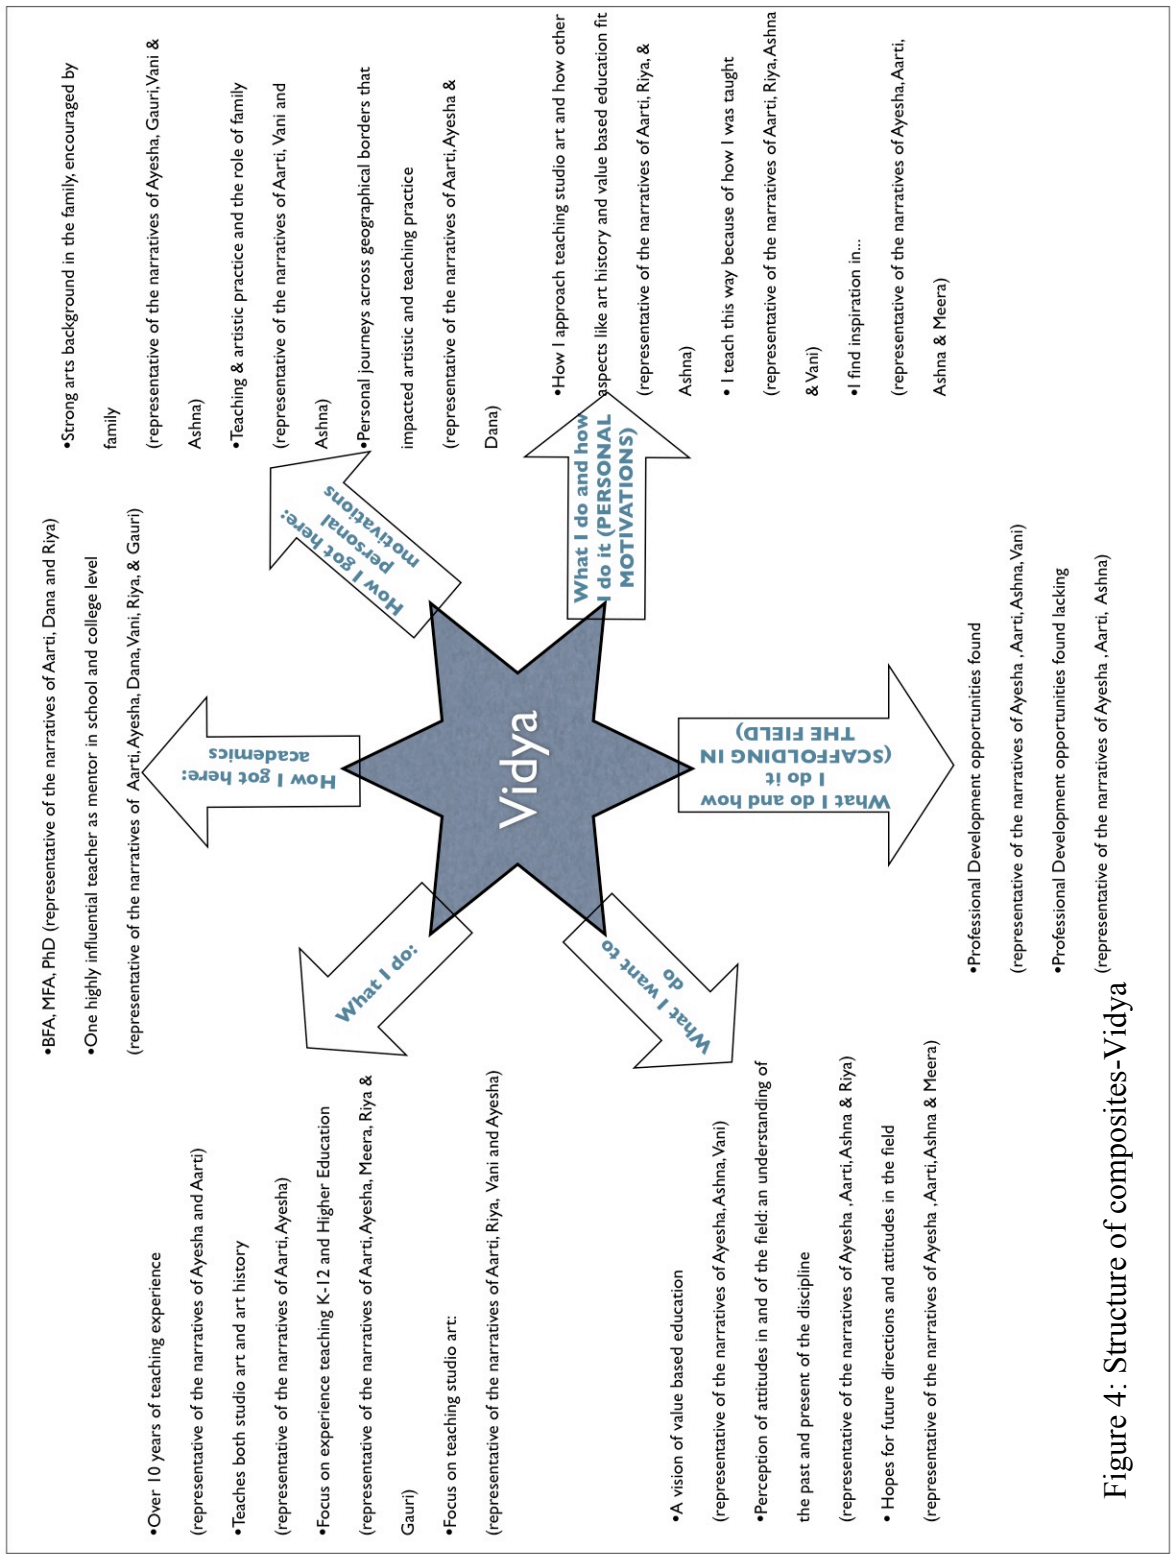 •BFA, MFA, PhD (representative of the narratives of Aarti, Dana and Riya)
•One highly influential teacher as mentor in school and college level
(representative of the narratives of Aarti, Ayesha, Dana, Vani, Riya, & Gauri)
•Strong arts background in the family, encouraged by
family
(representative of the narratives of Ayesha, Gauri, Vani &
Ashna)
•Teaching & artistic practice and the role of family
(representative of the narratives of Aarti, Vani and
Ashna)
•Personal journeys across geographical borders that
impacted artistic and teaching practice
(representative of the narratives of Aarti, Ayesha &
Dana)
•Over 10 years of teaching experience
(representative of the narratives of Ayesha and Aarti)
•Teaches both studio art and art history
(representative of the narratives of Aarti, Ayesha)
•Focus on experience teaching K-12 and Higher Education
(representative of the narratives of Aarti, Ayesha, Meera, Riya &
Gauri)
•Focus on teaching studio art:
(representative of the narratives of Aarti, Riya, Vani and Ayesha)
How I got here:
academics
How I got here:
personal
motivations
What I do:
Vidya
What I do and how
I do it (PERSONAL
MOTIVATIONS)
What I want to
do
What I do and how
I do it
(SCAFFOLDING IN
THE FIELD)
•How I approach teaching studio art and how other
aspects like art history and value based education fit
(representative of the narratives of Aarti, Riya, &
Ashna)
• I teach this way because of how I was taught
(representative of the narratives of Aarti, Riya, Ashna
& Vani)
•I find inspiration in...
(representative of the narratives of Ayesha, Aarti,
Ashna & Meera)
•A vision of value based education
(representative of the narratives of Ayesha, Ashna, Vani)
•Perception of attitudes in and of the field: an understanding of
the past and present of the discipline
(representative of the narratives of Ayesha , Aarti, Ashna & Riya)
• Hopes for future directions and attitudes in the field
(representative of the narratives of Ayesha , Aarti, Ashna & Meera)
•Professional Development opportunities found
(representative of the narratives of Ayesha , Aarti, Ashna, Vani)
•Professional Development opportunities found lacking
(representative of the narratives of Ayesha , Aarti, Ashna)
Figure 4: Structure of composites-Vidya